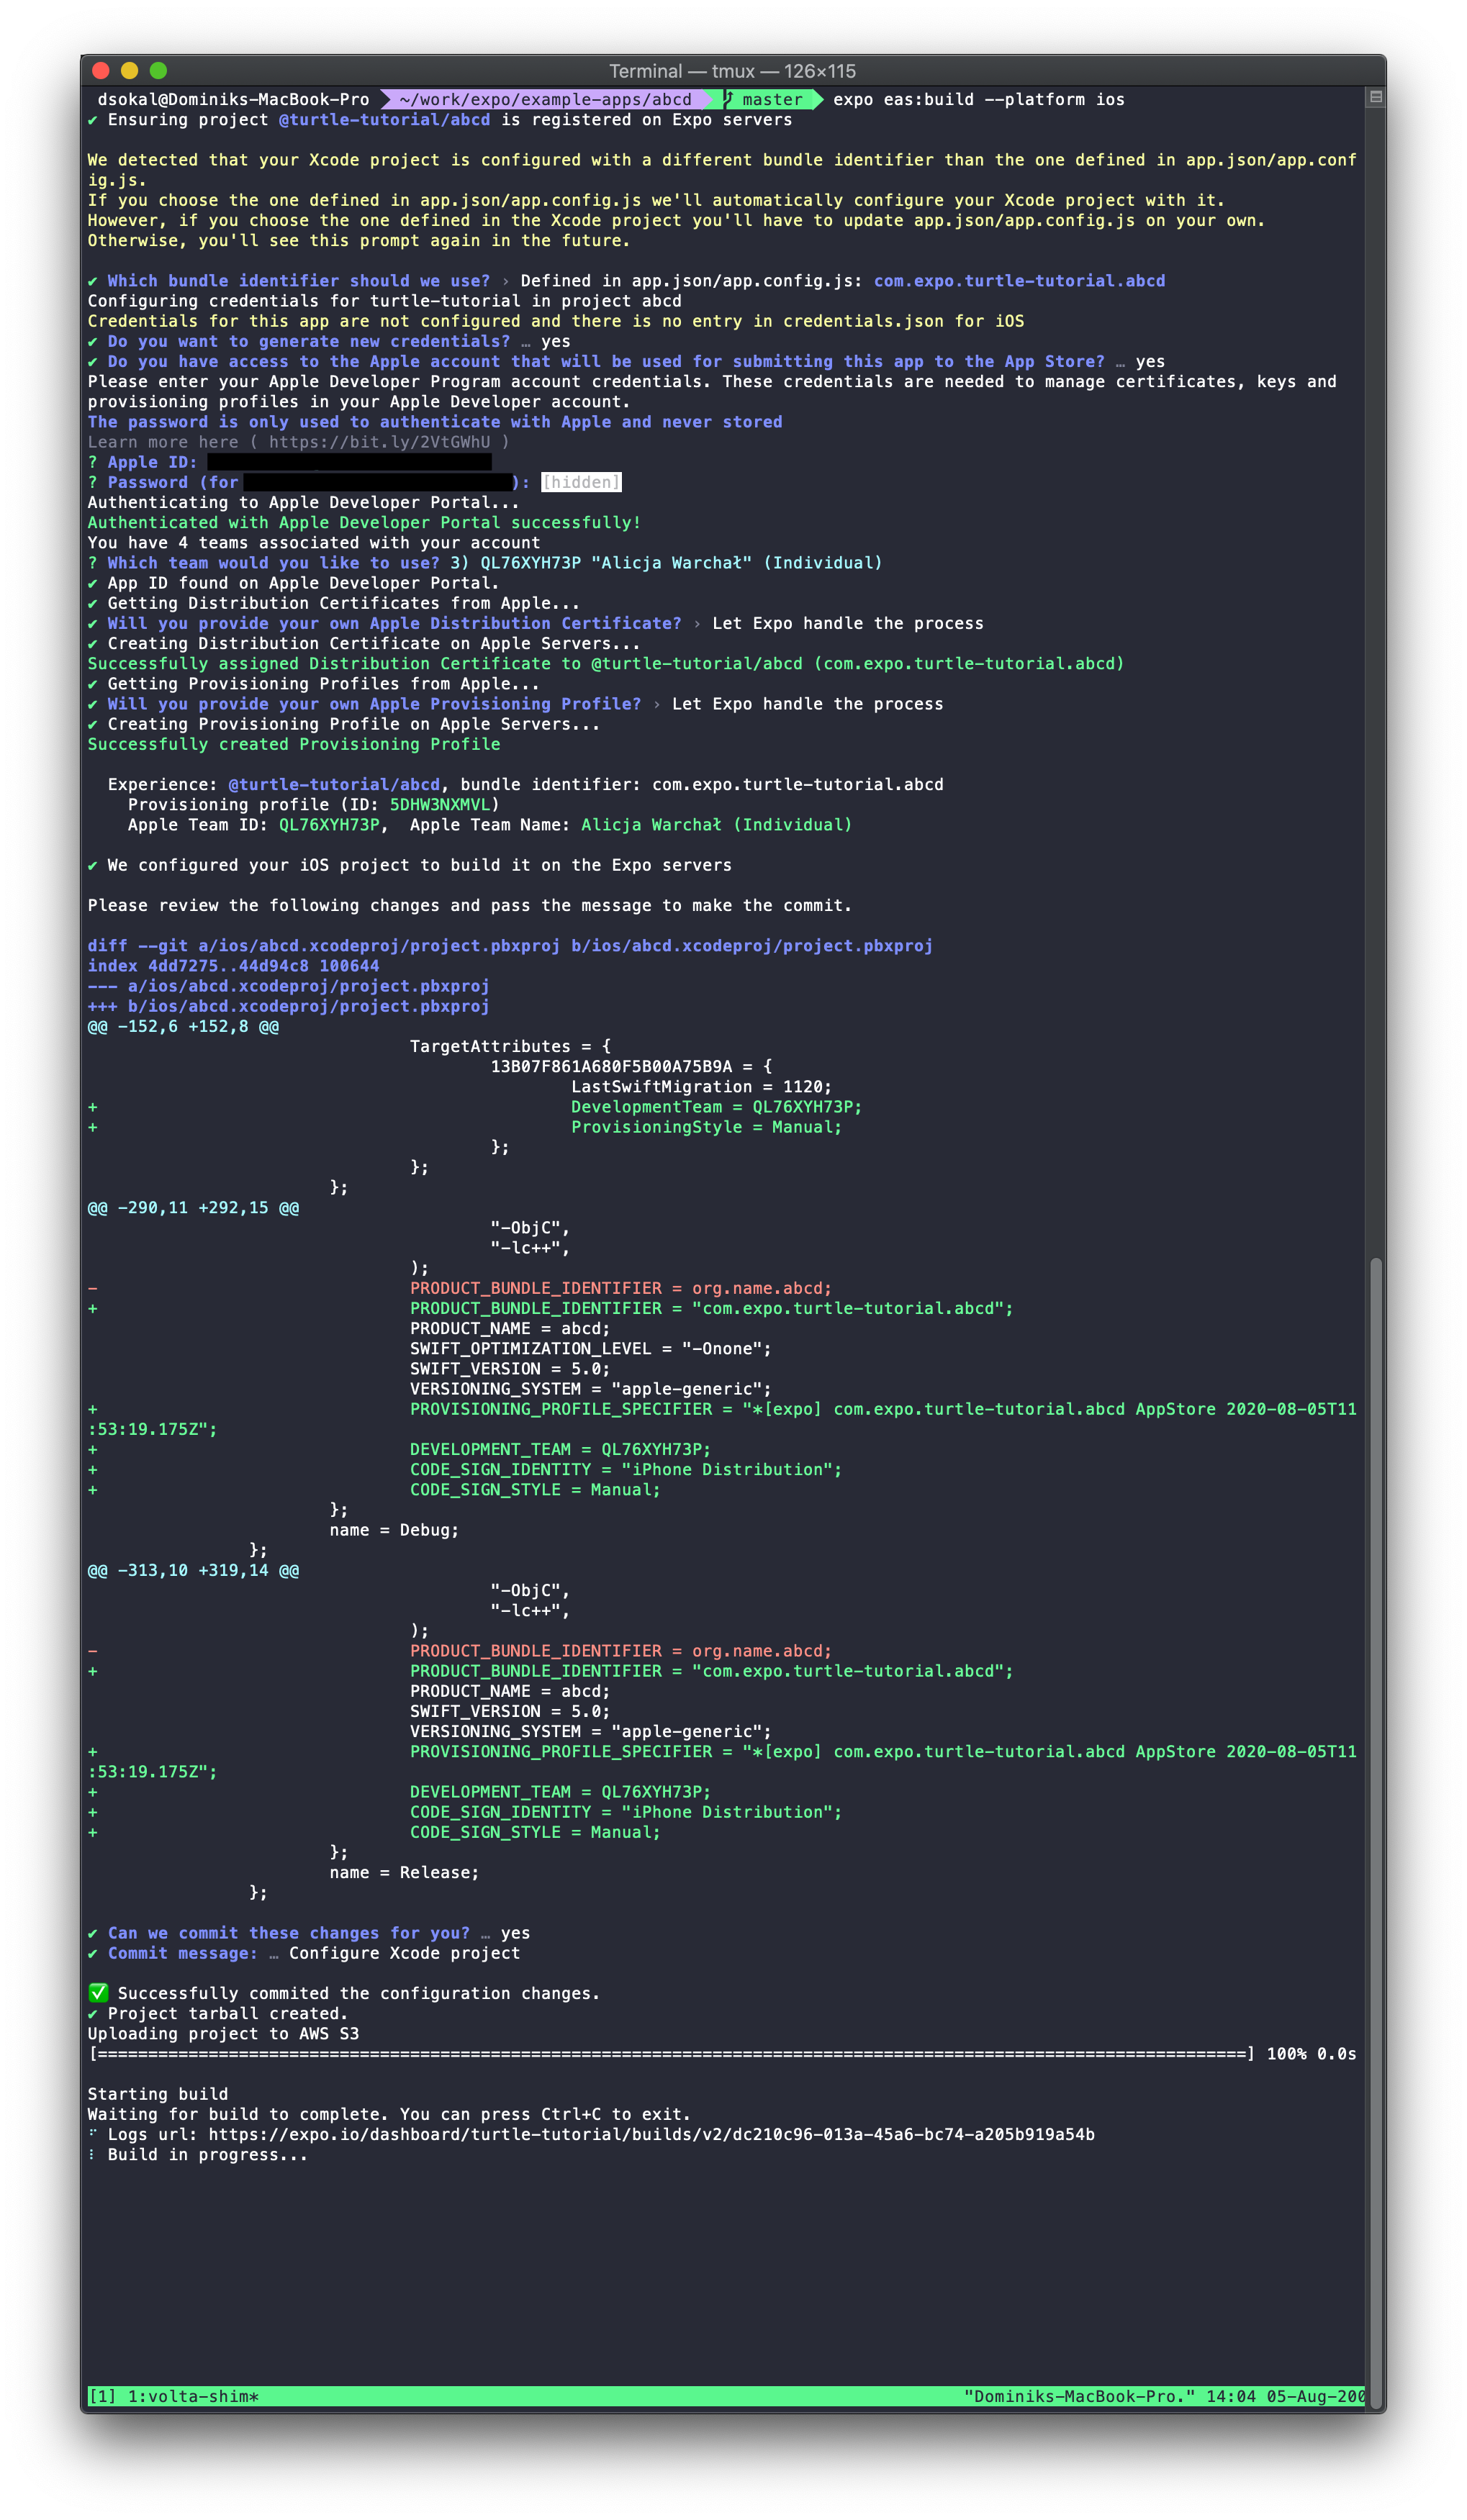 Terminal — tmux — 126×115
dsokal@Dominiks-MacBook-Pro ~/work/expo/example-apps/abcd master expo eas:build --platform ios
✔ Ensuring project @turtle-tutorial/abcd is registered on Expo servers
We detected that your Xcode project is configured with a different bundle identifier than the one defined in app.json/app.conf
ig.js.
If you choose the one defined in app.json/app.config.js we'll automatically configure your Xcode project with it.
However, if you choose the one defined in the Xcode project you'll have to update app.json/app.config.js on your own.
Otherwise, you'll see this prompt again in the future.
✔ Which bundle identifier should we use? › Defined in app.json/app.config.js: com.expo.turtle-tutorial.abcd
Configuring credentials for turtle-tutorial in project abcd
Credentials for this app are not configured and there is no entry in credentials.json for iOS
✔ Do you want to generate new credentials? … yes
✔ Do you have access to the Apple account that will be used for submitting this app to the App Store? … yes
Please enter your Apple Developer Program account credentials. These credentials are needed to manage certificates, keys and
provisioning profiles in your Apple Developer account.
The password is only used to authenticate with Apple and never stored
Learn more here ( https://bit.ly/2VtGWhU )
? Apple ID:
? Password (for ): [hidden]
Authenticating to Apple Developer Portal...
Authenticated with Apple Developer Portal successfully!
You have 4 teams associated with your account
? Which team would you like to use? 3) QL76XYH73P "Alicja Warchał" (Individual)
✔ App ID found on Apple Developer Portal.
✔ Getting Distribution Certificates from Apple...
✔ Will you provide your own Apple Distribution Certificate? › Let Expo handle the process
✔ Creating Distribution Certificate on Apple Servers...
Successfully assigned Distribution Certificate to @turtle-tutorial/abcd (com.expo.turtle-tutorial.abcd)
✔ Getting Provisioning Profiles from Apple...
✔ Will you provide your own Apple Provisioning Profile? › Let Expo handle the process
✔ Creating Provisioning Profile on Apple Servers...
Successfully created Provisioning Profile
Experience: @turtle-tutorial/abcd, bundle identifier: com.expo.turtle-tutorial.abcd
Provisioning profile (ID: 5DHW3NXMVL)
Apple Team ID: QL76XYH73P,  Apple Team Name: Alicja Warchał (Individual)
✔ We configured your iOS project to build it on the Expo servers
Please review the following changes and pass the message to make the commit.
diff --git a/ios/abcd.xcodeproj/project.pbxproj b/ios/abcd.xcodeproj/project.pbxproj
index 4dd7275..44d94c8 100644
--- a/ios/abcd.xcodeproj/project.pbxproj
+++ b/ios/abcd.xcodeproj/project.pbxproj
@@ -152,6 +152,8 @@
TargetAttributes = {
13B07F861A680F5B00A75B9A = {
LastSwiftMigration = 1120;
+ DevelopmentTeam = QL76XYH73P;
+ ProvisioningStyle = Manual;
};
};
};
@@ -290,11 +292,15 @@
"-ObjC",
"-lc++",
);
- PRODUCT_BUNDLE_IDENTIFIER = org.name.abcd;
+ PRODUCT_BUNDLE_IDENTIFIER = "com.expo.turtle-tutorial.abcd";
PRODUCT_NAME = abcd;
SWIFT_OPTIMIZATION_LEVEL = "-Onone";
SWIFT_VERSION = 5.0;
VERSIONING_SYSTEM = "apple-generic";
+ PROVISIONING_PROFILE_SPECIFIER = "*[expo] com.expo.turtle-tutorial.abcd AppStore 2020-08-05T11
:53:19.175Z";
+ DEVELOPMENT_TEAM = QL76XYH73P;
+ CODE_SIGN_IDENTITY = "iPhone Distribution";
+ CODE_SIGN_STYLE = Manual;
};
name = Debug;
};
@@ -313,10 +319,14 @@
"-ObjC",
"-lc++",
);
- PRODUCT_BUNDLE_IDENTIFIER = org.name.abcd;
+ PRODUCT_BUNDLE_IDENTIFIER = "com.expo.turtle-tutorial.abcd";
PRODUCT_NAME = abcd;
SWIFT_VERSION = 5.0;
VERSIONING_SYSTEM = "apple-generic";
+ PROVISIONING_PROFILE_SPECIFIER = "*[expo] com.expo.turtle-tutorial.abcd AppStore 2020-08-05T11
:53:19.175Z";
+ DEVELOPMENT_TEAM = QL76XYH73P;
+ CODE_SIGN_IDENTITY = "iPhone Distribution";
+ CODE_SIGN_STYLE = Manual;
};
name = Release;
};
✔ Can we commit these changes for you? … yes
✔ Commit message: … Configure Xcode project
✅ Successfully commited the configuration changes.
✔ Project tarball created.
Uploading project to AWS S3
[==================================================================================================================] 100% 0.0s
Starting build
Waiting for build to complete. You can press Ctrl+C to exit.
Logs url: https://expo.io/dashboard/turtle-tutorial/builds/v2/dc210c96-013a-45a6-bc74-a205b919a54b
Build in progress...
[1] 1:volta-shim* "Dominiks-MacBook-Pro." 14:04 05-Aug-200